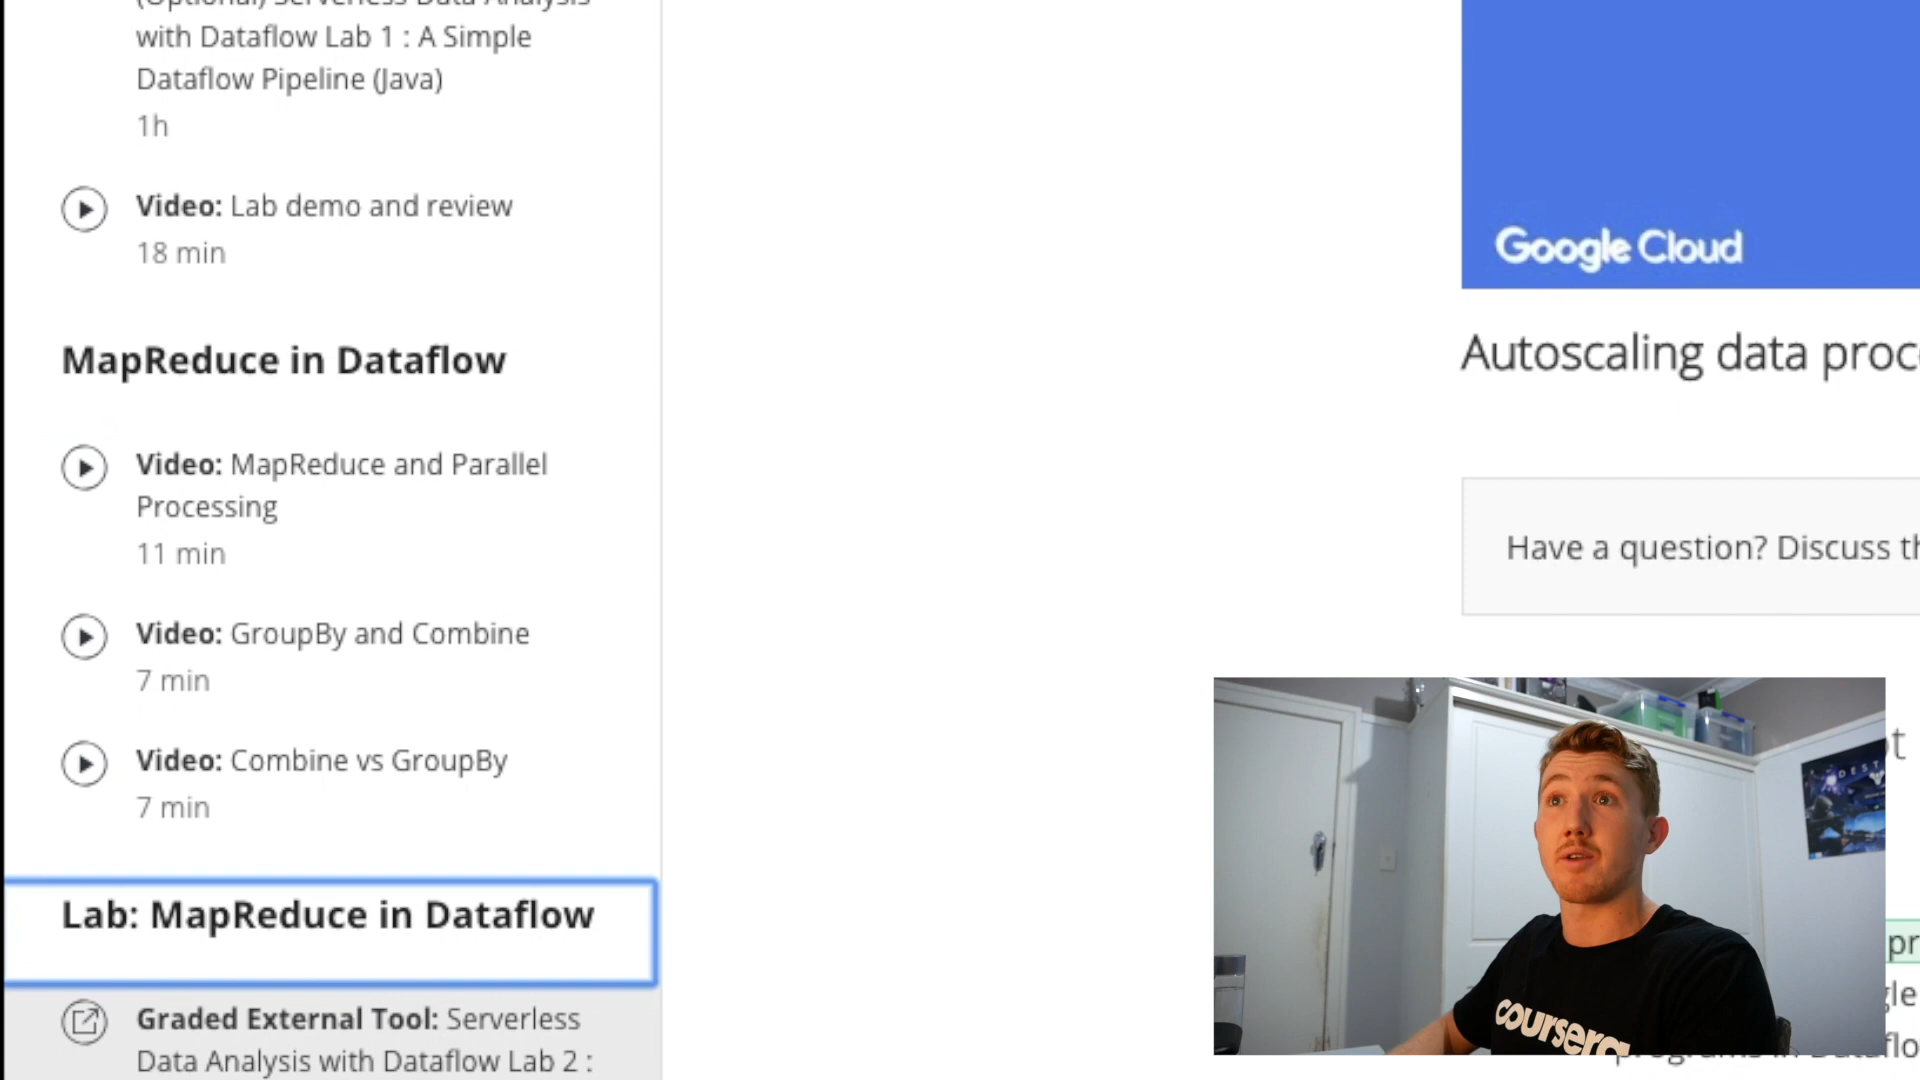 with Dataflow Lab 1 : A Simple
Dataflow Pipeline (Java)
1h
Video: Lab demo and review
18 min
MapReduce in Dataflow
Video: MapReduce and Parallel
Processing
11 min
Video: GroupBy and Combine
7 min
Video: Combine vs GroupBy
7 min
Lab: MapReduce in Dataflow
Graded External Tool: Serverless
Data Analysis with Dataflow Lab 2 :
Google Cloud
Autoscaling data proc
Have a question? Discuss th
DEST
coursera